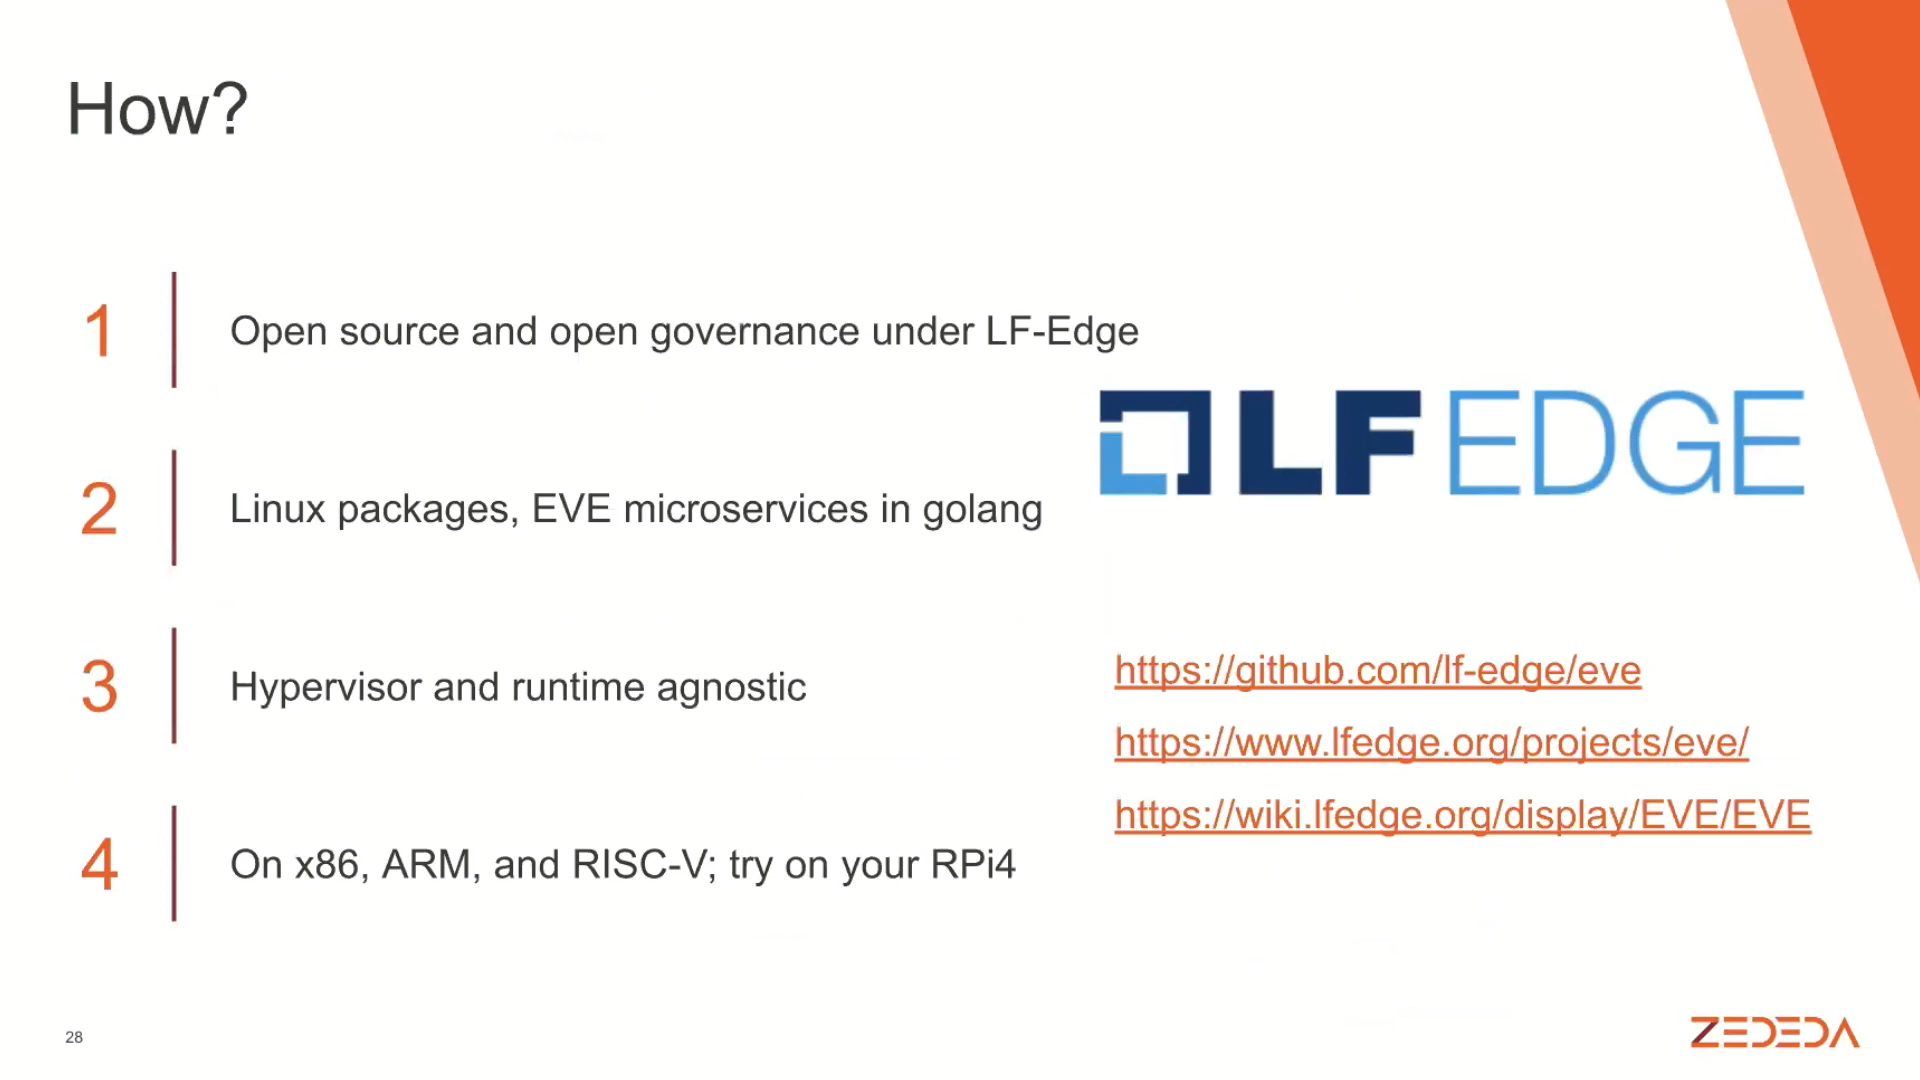 How?
1
Open source and open governance under LF-Edge
2
Linux packages, EVE microservices in golang
3
Hypervisor and runtime agnostic
4
On x86, ARM, and RISC-V; try on your RPi4
LF EDGE
https://github.com/lf-edge/eve
https://www.lfedge.org/projects/eve/
https://wiki.lfedge.org/display/EVE/EVE
28
ZEDEDA